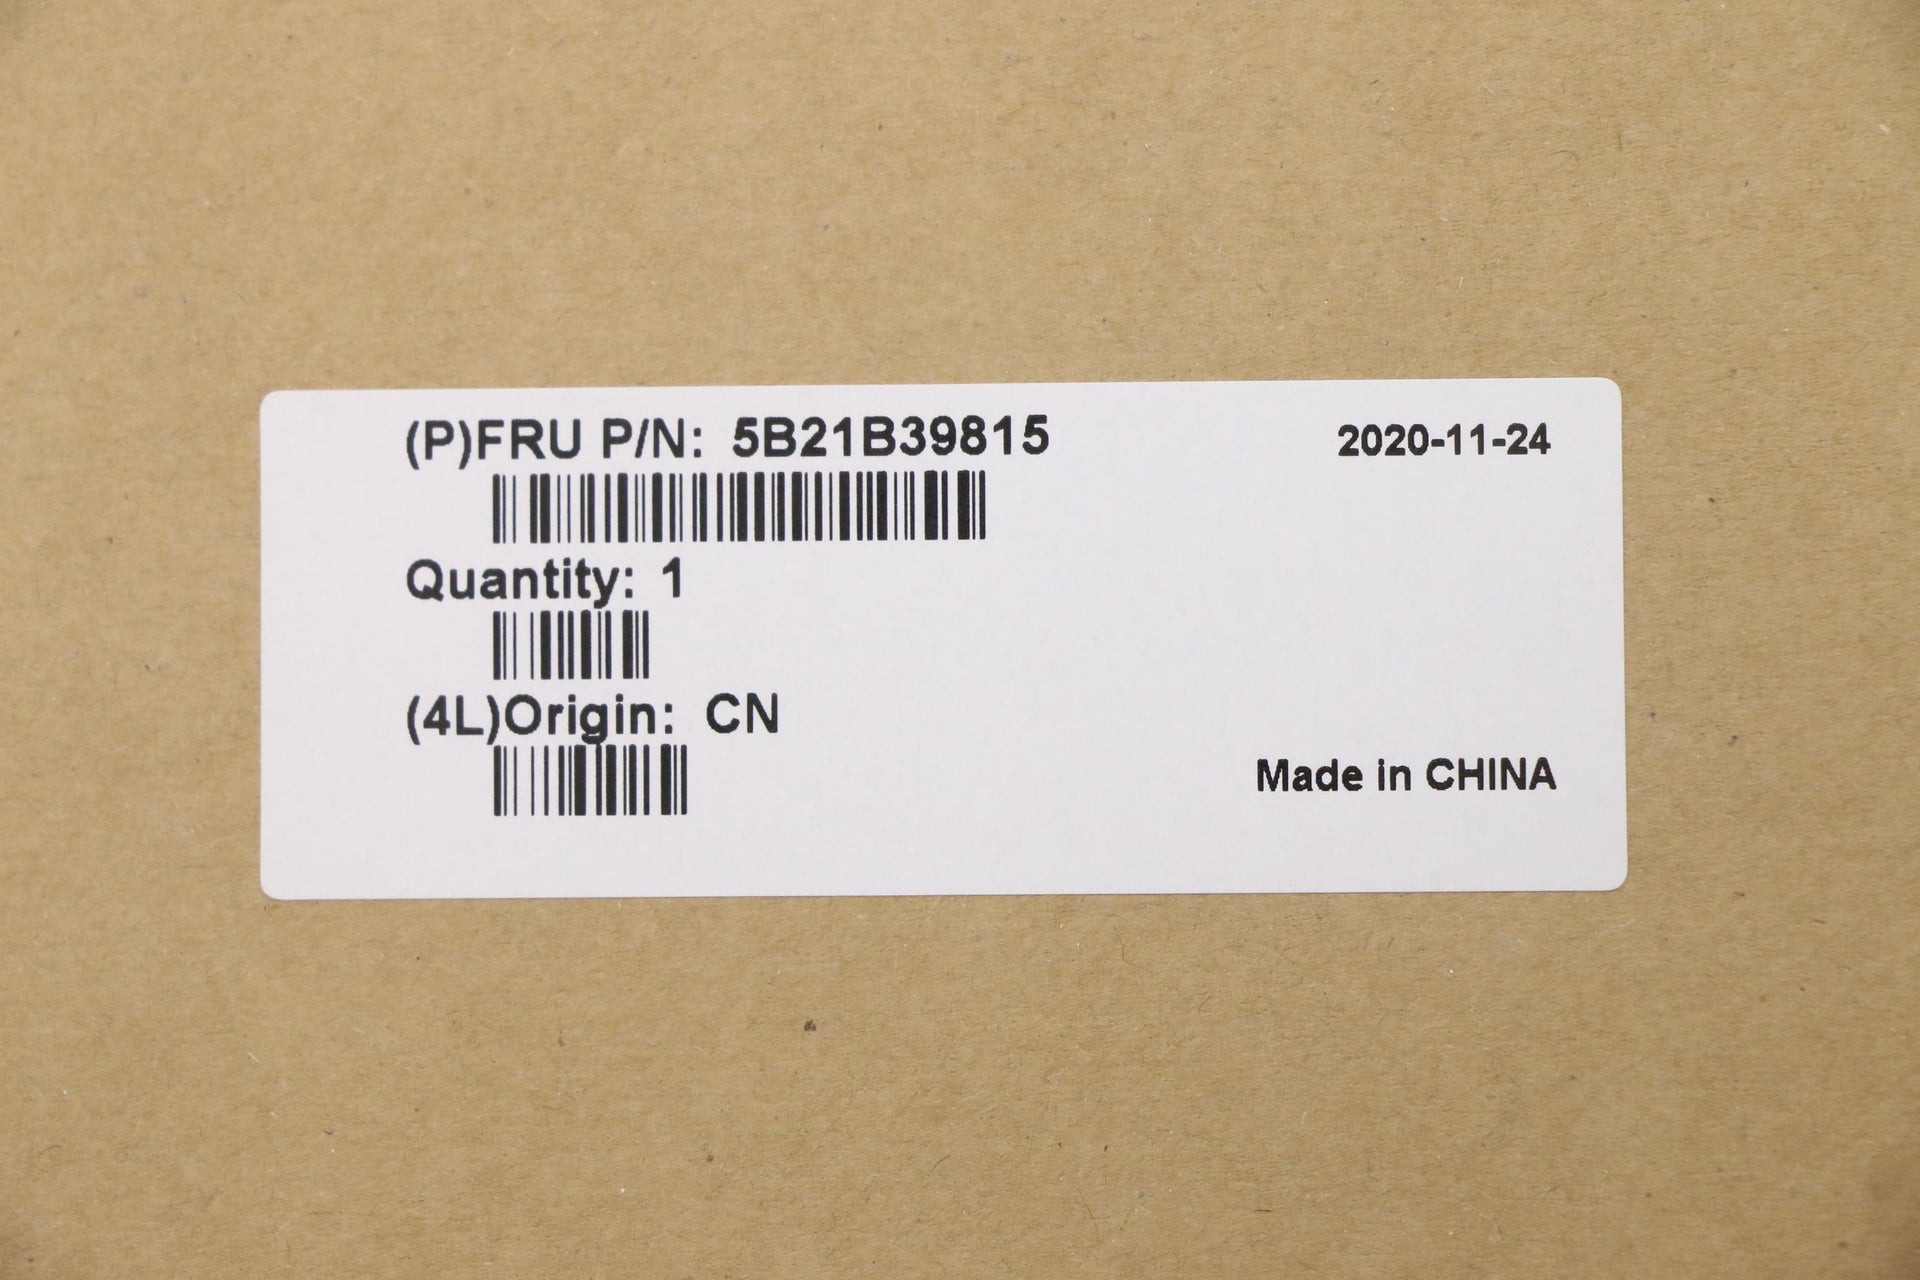 (P)FRU P/N: 5B21B39815
2020-11-24
Quantity: 1
(4L)Origin: CN
Made in CHINA